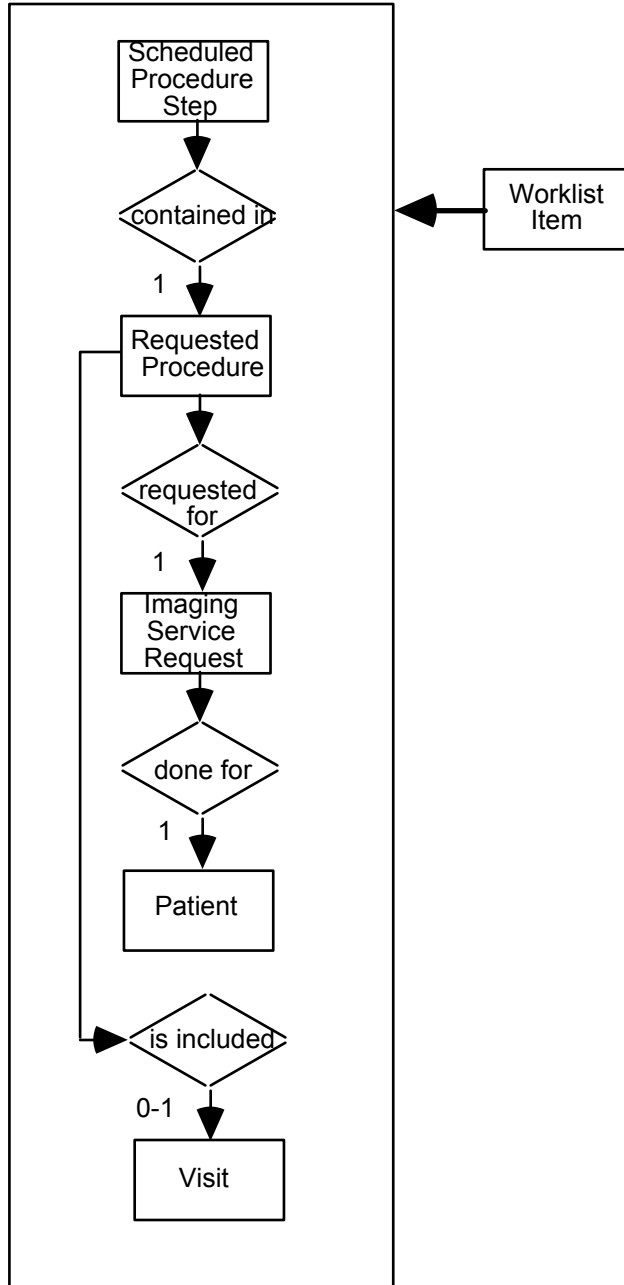 Scheduled
Procedure
Step
contained in
1
Requested
Procedure
requested
for
1
Imaging
Service
Request
done for
1
Patient
is included
0-1
Visit
Worklist
Item